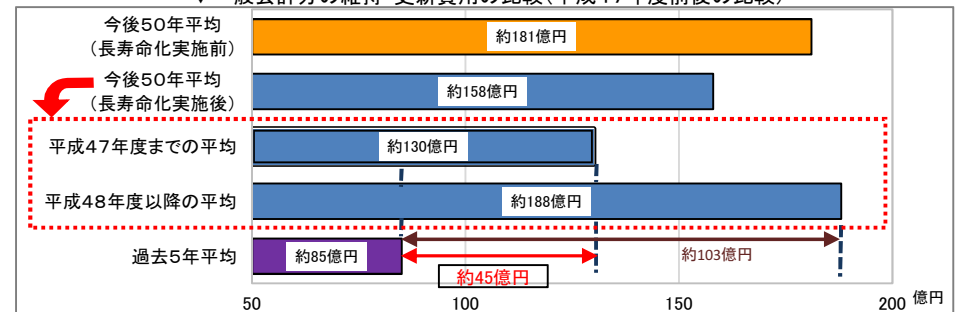 今後50年平均
(長寿命化実施前)
約181億円
今後50年平均
(長寿命化実施後)
約158億円
平成47年度までの平均
約130億円
平成48年度以降の平均
約188億円
過去5年平均
約85億円
約103億円
約45億円
50
100
150
200 億円